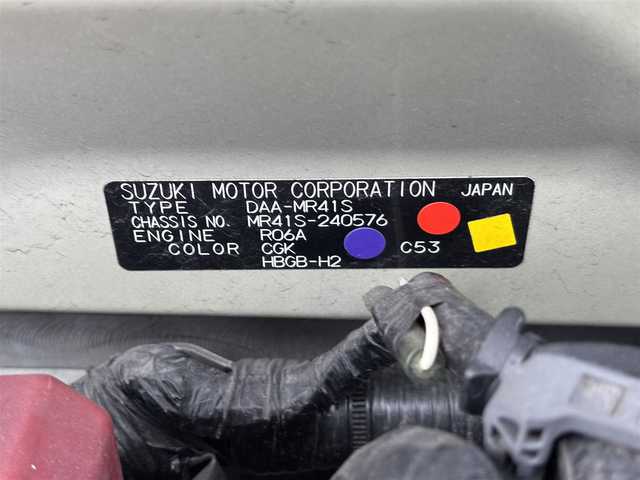 SUZUKI MOTOR CORPORATION JAPAN
TYPE DAA-MR41S
CHASSIS NO. MR41S-240576
ENGINE R06A
COLOR CGK C53
HBGB-H2